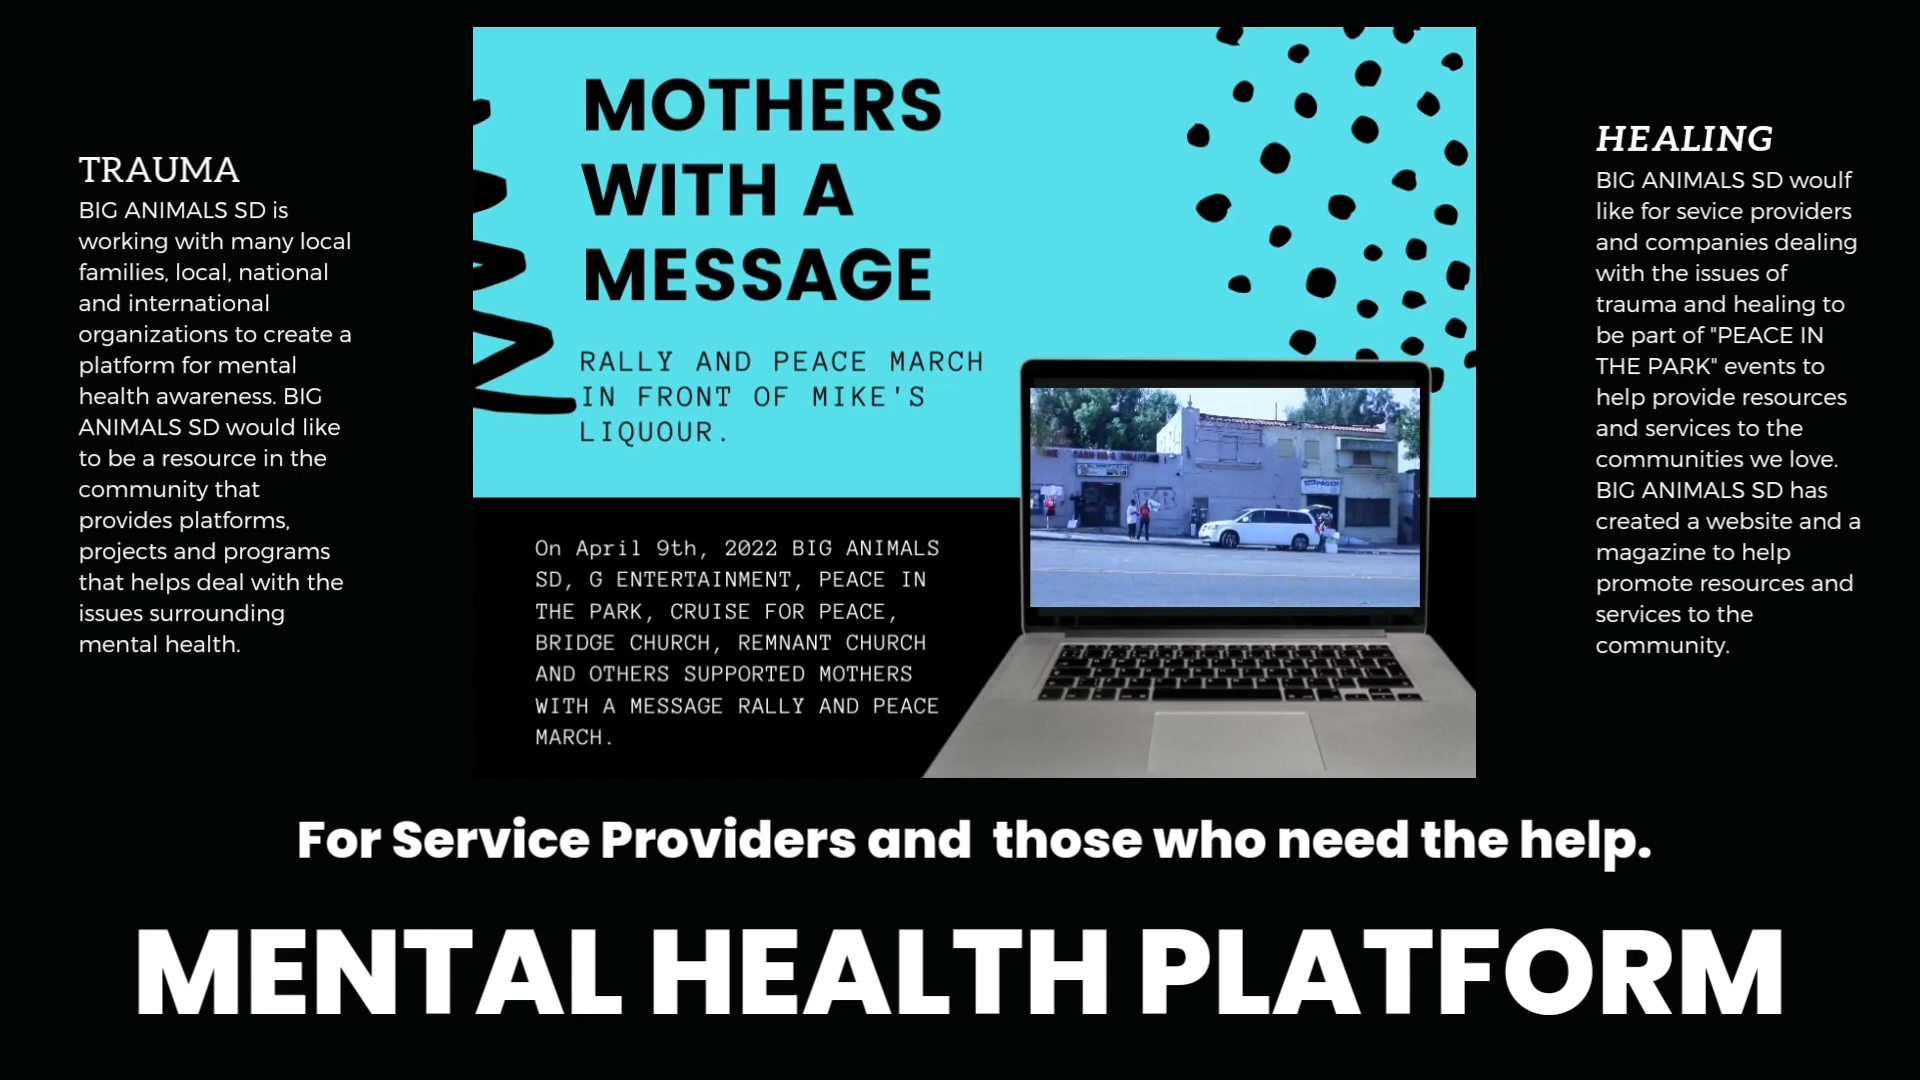 TRAUMA
BIG ANIMALS SD is
working with many local
families, local, national
and international
organizations to create a
platform for mental
health awareness. BIG
ANIMALS SD would like
to be a resource in the
community that
provides platforms,
projects and programs
that helps deal with the
issues surrounding
mental health.
MOTHERS
WITH A
MESSAGE
RALLY AND PEACE MARCH
IN FRONT OF MIKE'S
LIQUOUR.
On April 9th, 2022 BIG ANIMALS
SD, G ENTERTAINMENT, PEACE IN
THE PARK, CRUISE FOR PEACE,
BRIDGE CHURCH, REMNANT CHURCH
AND OTHERS SUPPORTED MOTHERS
WITH A MESSAGE RALLY AND PEACE
MARCH.
PAGER
HEALING
BIG ANIMALS SD woulf
like for sevice providers
and companies dealing
with the issues of
trauma and healing to
be part of "PEACE IN
THE PARK" events to
help provide resources
and services to the
communities we love.
BIG ANIMALS SD has
created a website and a
magazine to help
promote resources and
services to the
community.
For Service Providers and  those who need the help.
MENTAL HEALTH PLATFORM